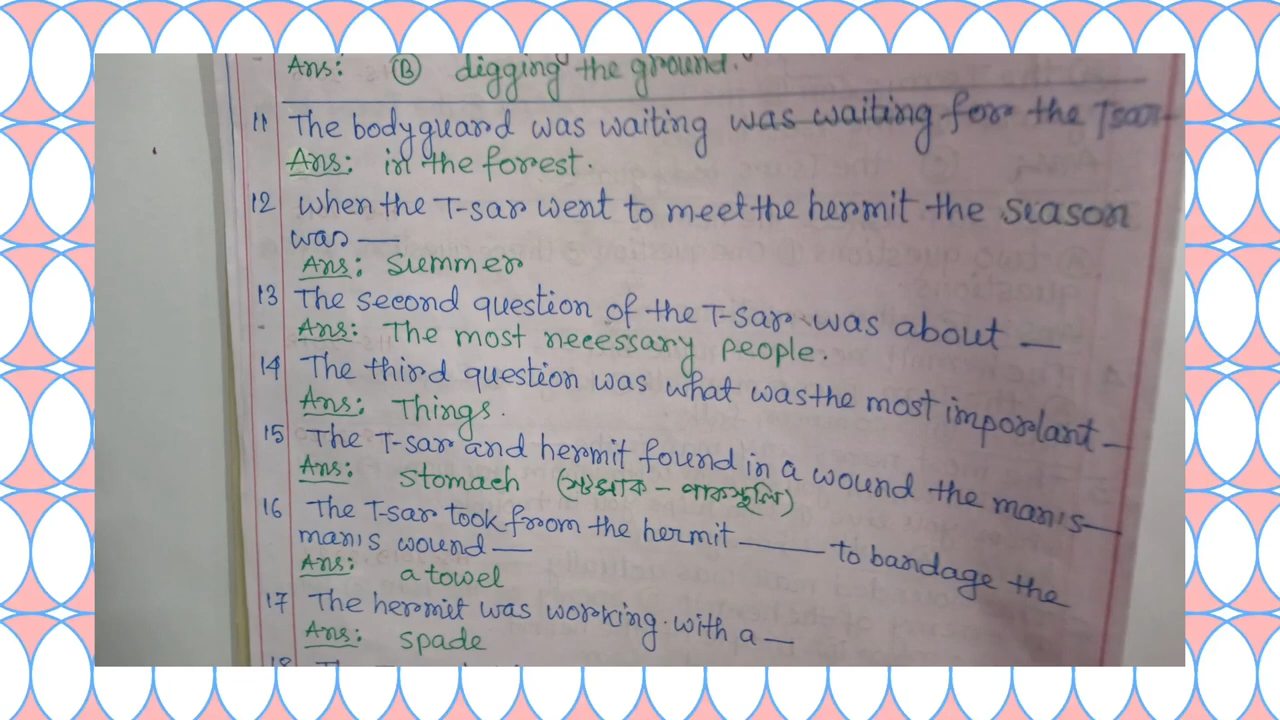 Ans: (B) digging the ground.
11 The bodyguard was waiting was waiting for the Tsar-
Ans: in the forest.
12 when the T-sar went to meet the hermit the season
was —
Ans: summer
13 The second question of the T-sar was about —
Ans: The most necessary people.
14 The third question was what was the most important —
Ans: Things.
15 The T-sar and hermit found in a wound the man's —
Ans: stomach (স্টমাক - পাকস্থলি)
16 The T-sar took from the hermit ——— to bandage the
man's wound —
Ans: a towel
17 The hermit was working with a —
Ans: spade
18